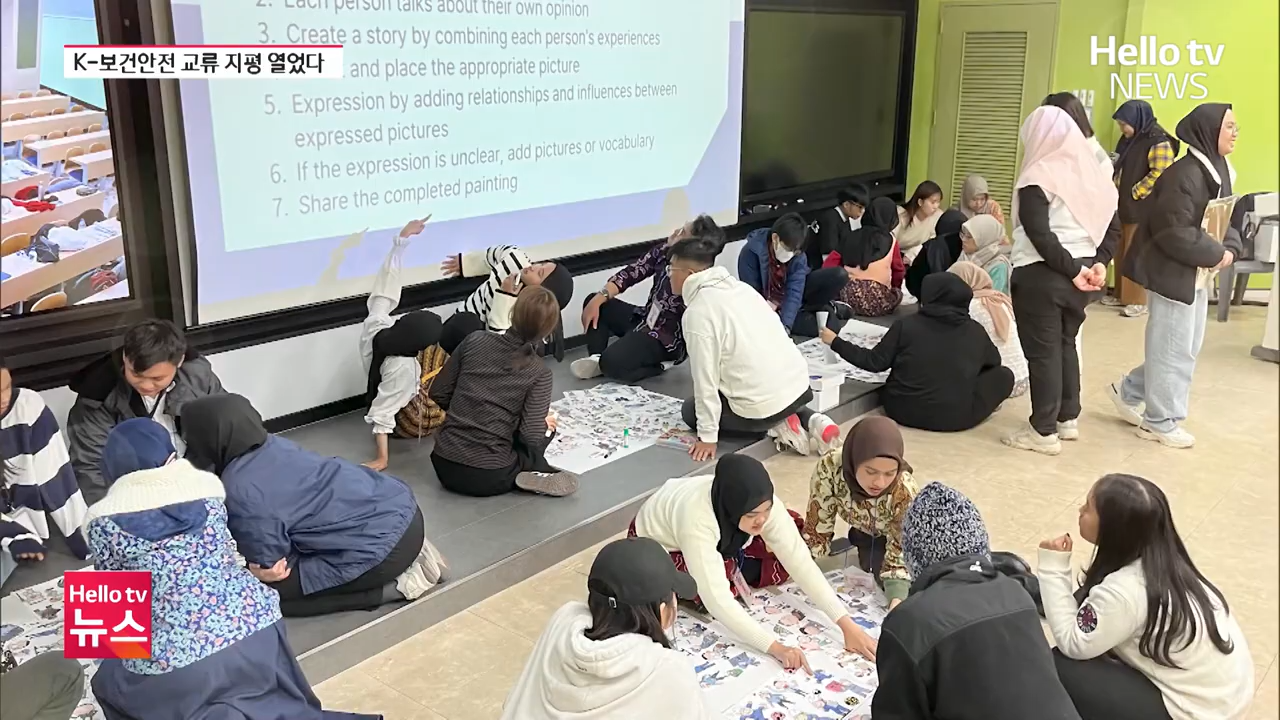 K-보건안전 교류 지평 열었다
Hello tv
NEWS
2. Each person talks about their own opinion
3. Create a story by combining each person's experiences
and place the appropriate picture
5. Expression by adding relationships and influences between
expressed pictures
6. If the expression is unclear, add pictures or vocabulary
7. Share the completed painting
Hello tv
뉴스